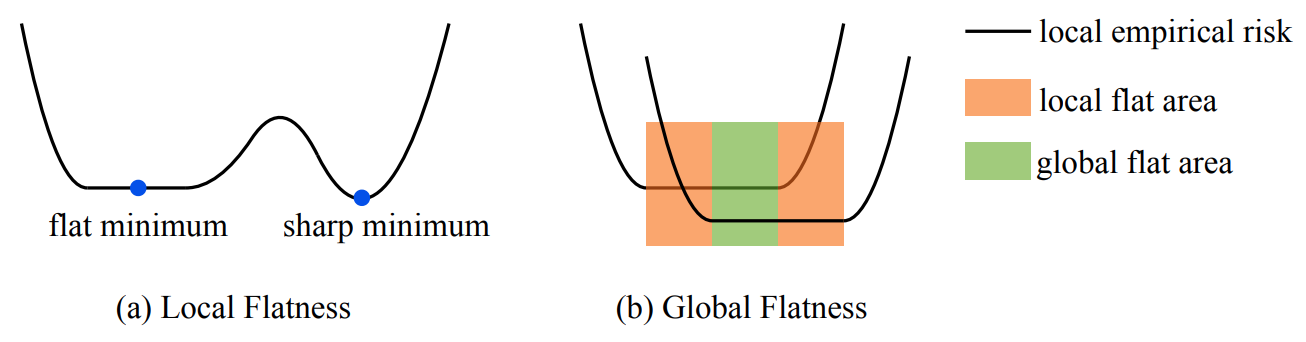 flat minimum
sharp minimum
(a) Local Flatness
(b) Global Flatness
local empirical risk
local flat area
global flat area